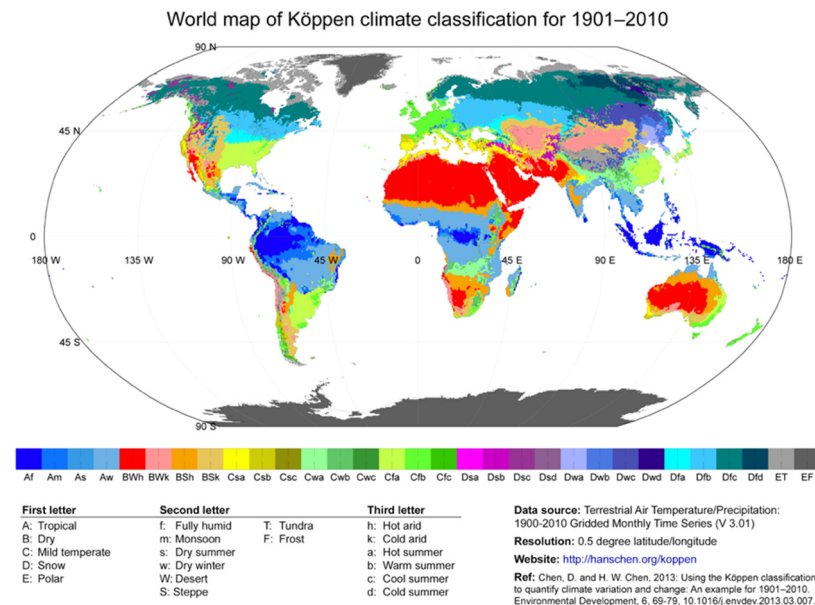 World map of Köppen climate classification for 1901–2010
90 N
45 N
0
180 W 135 W 90 W 45 W 0 45 E 90 E 135 E 180 E
45 S
90 S
Af Am As Aw BWh BWk BSh BSk Csa Csb Csc Cwa Cwb Cwc Cfa Cfb Cfc Dsa Dsb Dsc Dsd Dwa Dwb Dwc Dwd Dfa Dfb Dfc Dfd ET EF
First letter
A: Tropical
B: Dry
C: Mild temperate
D: Snow
E: Polar
Second letter
f: Fully humid
m: Monsoon
s: Dry summer
w: Dry winter
W: Desert
S: Steppe
T: Tundra
F: Frost
Third letter
h: Hot arid
k: Cold arid
a: Hot summer
b: Warm summer
c: Cool summer
d: Cold summer
Data source: Terrestrial Air Temperature/Precipitation:
1900-2010 Gridded Monthly Time Series (V 3.01)
Resolution: 0.5 degree latitude/longitude
Website: http://hanschen.org/koppen
Ref: Chen, D. and H. W. Chen, 2013: Using the Köppen classification
to quantify climate variation and change: An example for 1901–2010.
Environmental Development, 6, 69-79, 10.1016/j.envdev.2013.03.007.